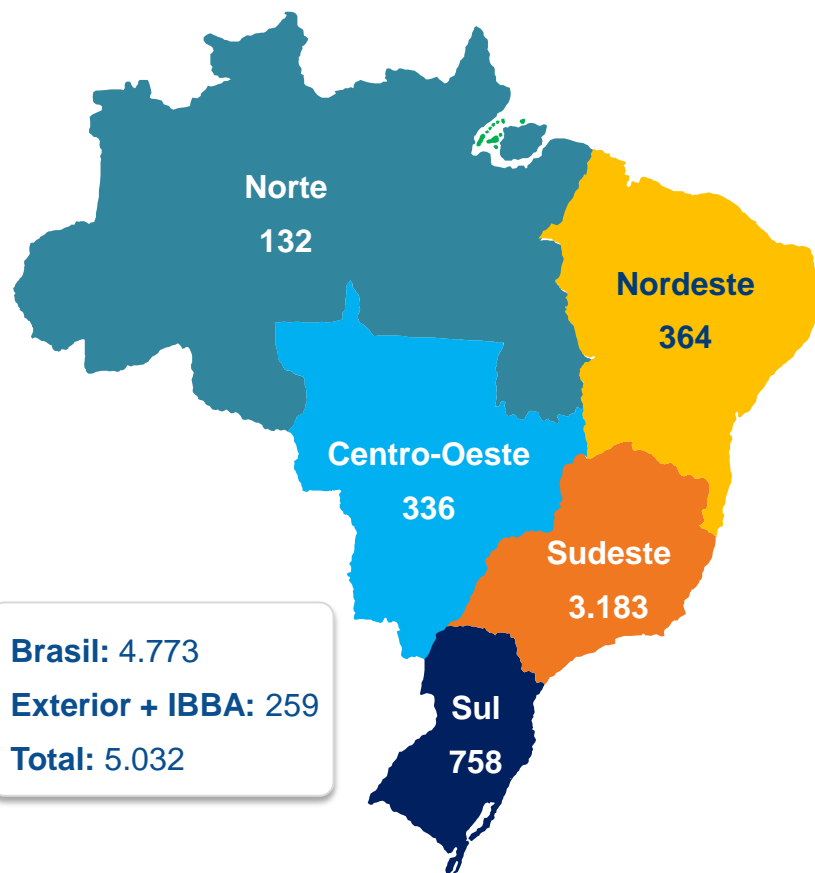 Norte
132
Nordeste
364
Centro-Oeste
336
Sudeste
3.183
Brasil: 4.773
Exterior + IBBA: 259
Total: 5.032
Sul
758